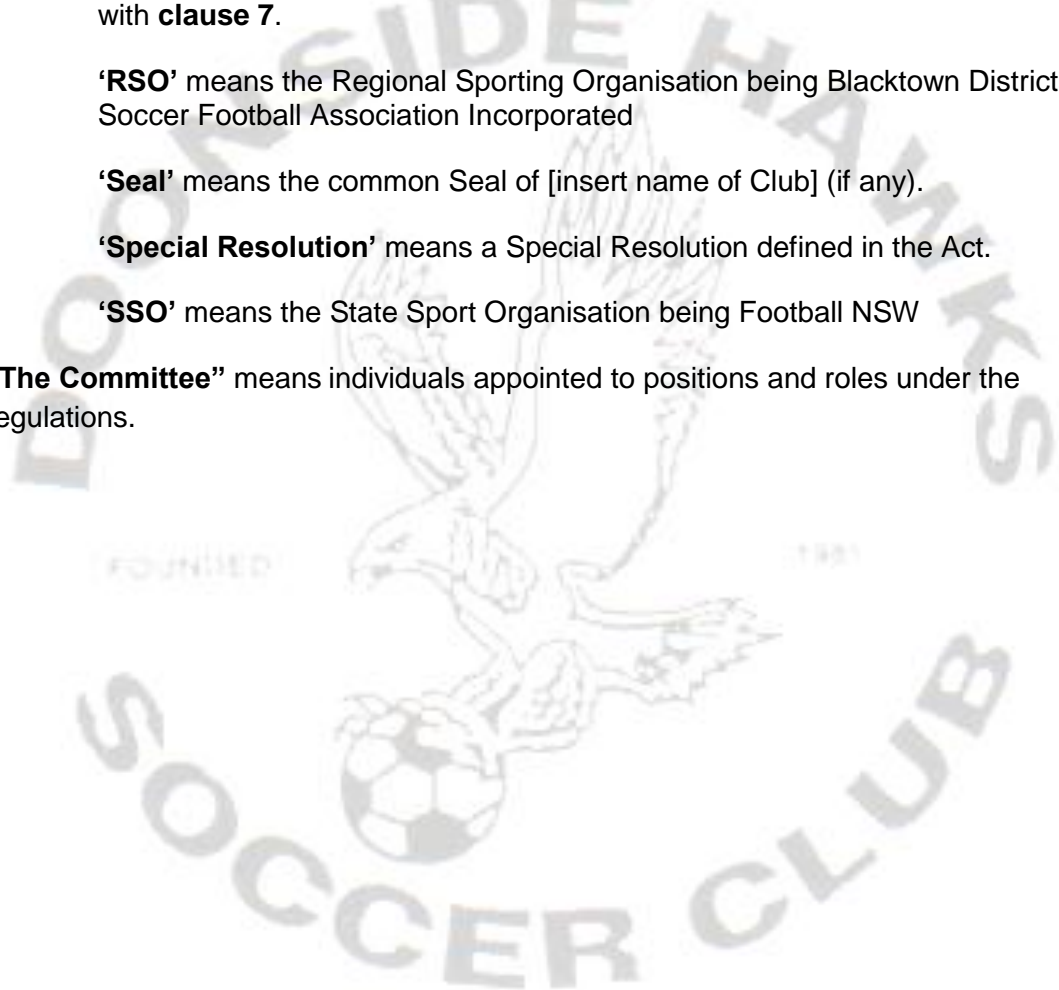 with clause 7.
‘RSO’ means the Regional Sporting Organisation being Blacktown District
Soccer Football Association Incorporated
‘Seal’ means the common Seal of [insert name of Club] (if any).
‘Special Resolution’ means a Special Resolution defined in the Act.
‘SSO’ means the State Sport Organisation being Football NSW
The Committee” means individuals appointed to positions and roles under the
egulations.
DOONSIDE HAWKS
FOUNDED
SOCCER CLUB